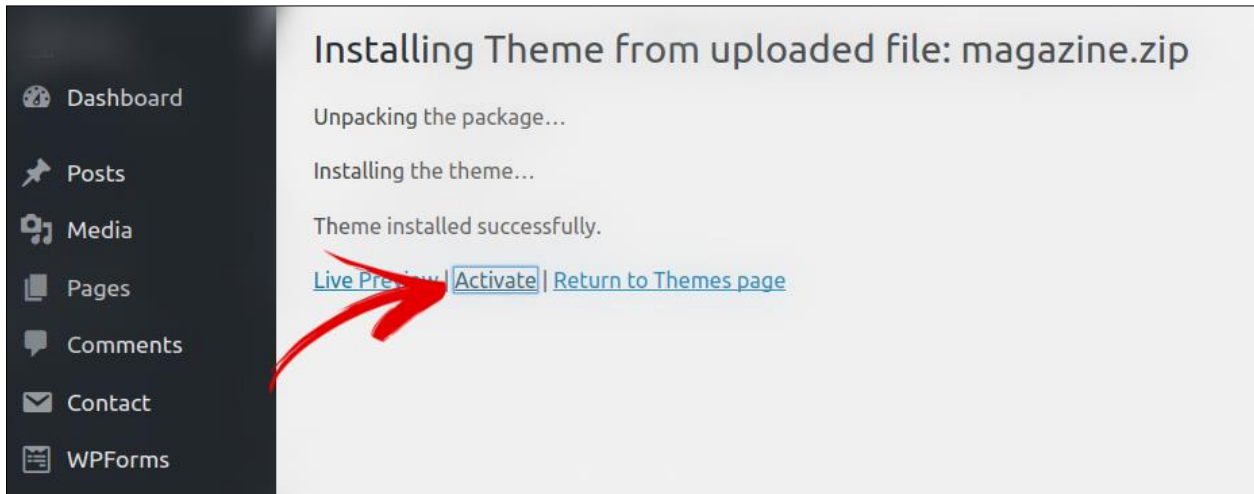 Installing Theme from uploaded file: magazine.zip
Dashboard
Unpacking the package…
Posts
Installing the theme…
Media
Theme installed successfully.
Pages
Live Preview | Activate | Return to Themes page
Comments
Contact
WPForms